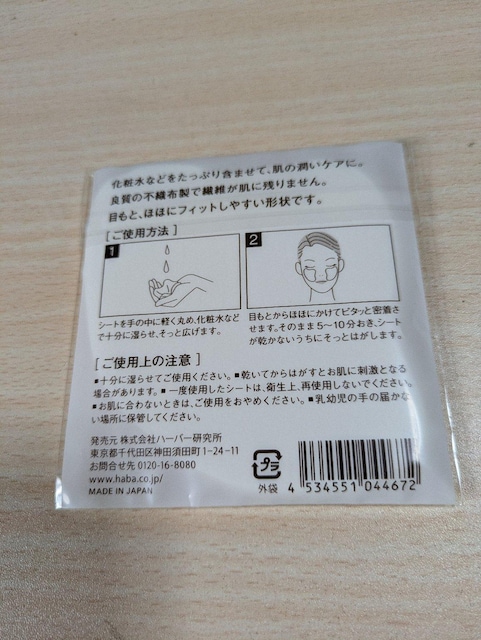 化粧水などをたっぷり含ませて、肌の潤いケアに。
良質の不織布製で繊維が肌に残りません。
目もと、ほほにフィットしやすい形状です。
[ご使用方法]
1
シートを手の中に軽く丸め、化粧水など
で十分に湿らせ、そっと広げます。
2
目もとからほほにかけてピタッと密着さ
せます。そのまま5〜10分おき、シート
が乾かないうちにそっとはがします。
[ご使用上の注意]
■十分に湿らせてご使用ください。■乾いてからはがすとお肌に刺激となる
場合があります。■一度使用したシートは、衛生上、再使用しないでください。
■お肌に合わないときは、ご使用をおやめください。■乳幼児の手の届かな
い場所に保管してください。
発売元 株式会社ハーバー研究所
東京都千代田区神田須田町1-24-11
お問合せ先 0120-16-8080
www.haba.co.jp/
MADE IN JAPAN
プラ
外袋
4 534551 044672